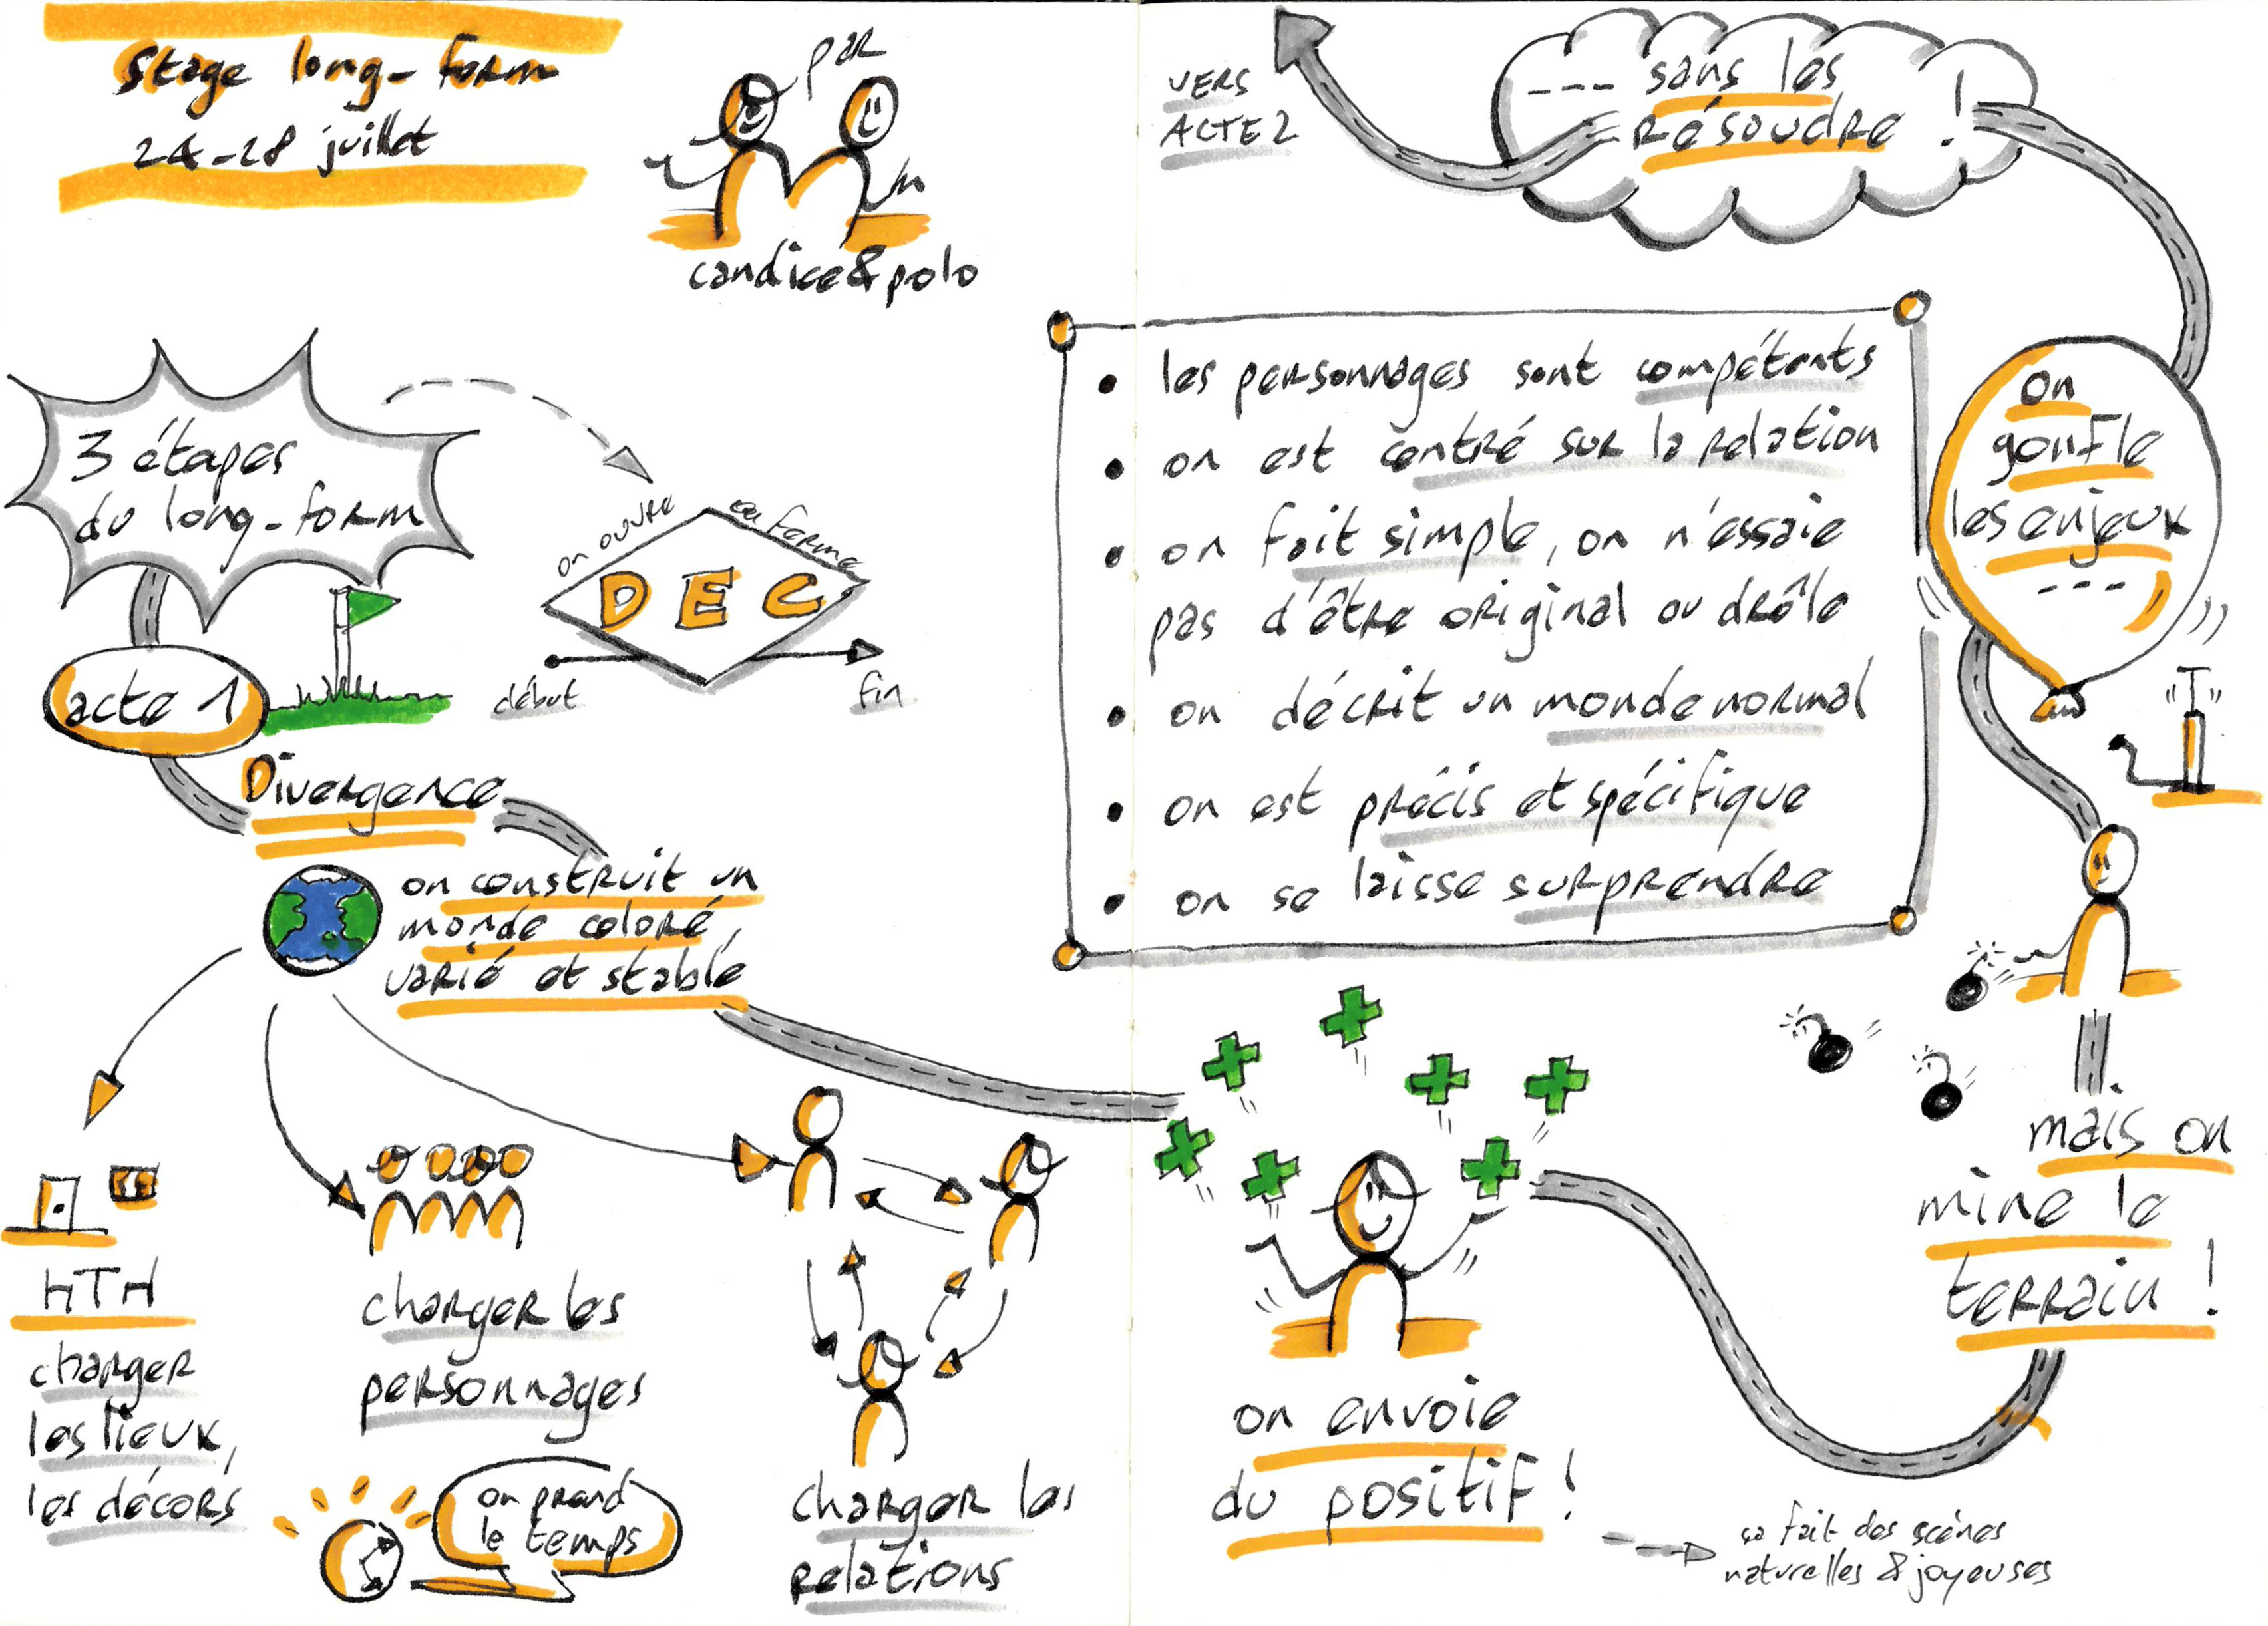 Stage long-form
24-28 juillet
par
candice & polo
3 étapes
du long-form
on ouvre
on ferme
D E C
début
fin
acte 1
Divergence
on construit un
monde coloré,
varié et stable
HTH
charger
les lieux,
les décors
charger les
personnages
on prend
le temps
charger les
relations
on envoie
du positif !
ça fait des scènes
naturelles & joyeuses
mais on
mine le
terrain !
on
gonfle
les enjeux
---
--- sans les
résoudre !
VERS
ACTE 2
• les personnages sont compétents
• on est centré sur la relation
• on fait simple, on n'essaie
pas d'être original ou drôle
• on décrit un monde normal
• on est précis et spécifique
• on se laisse surprendre